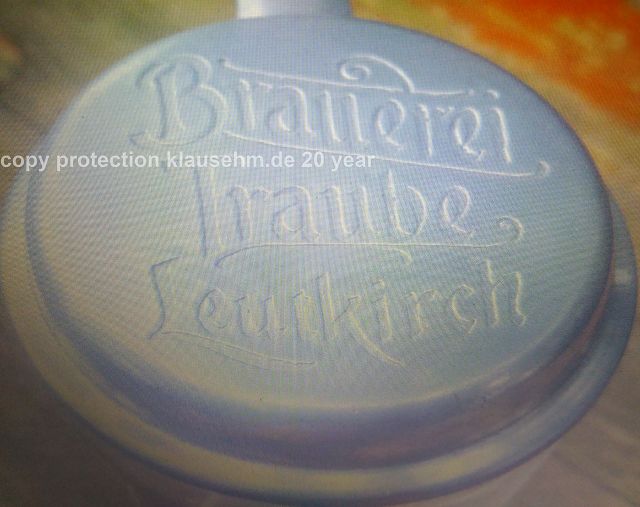 Brauerei
copy protection klausehm.de 20 year
Traube
Leutkirch